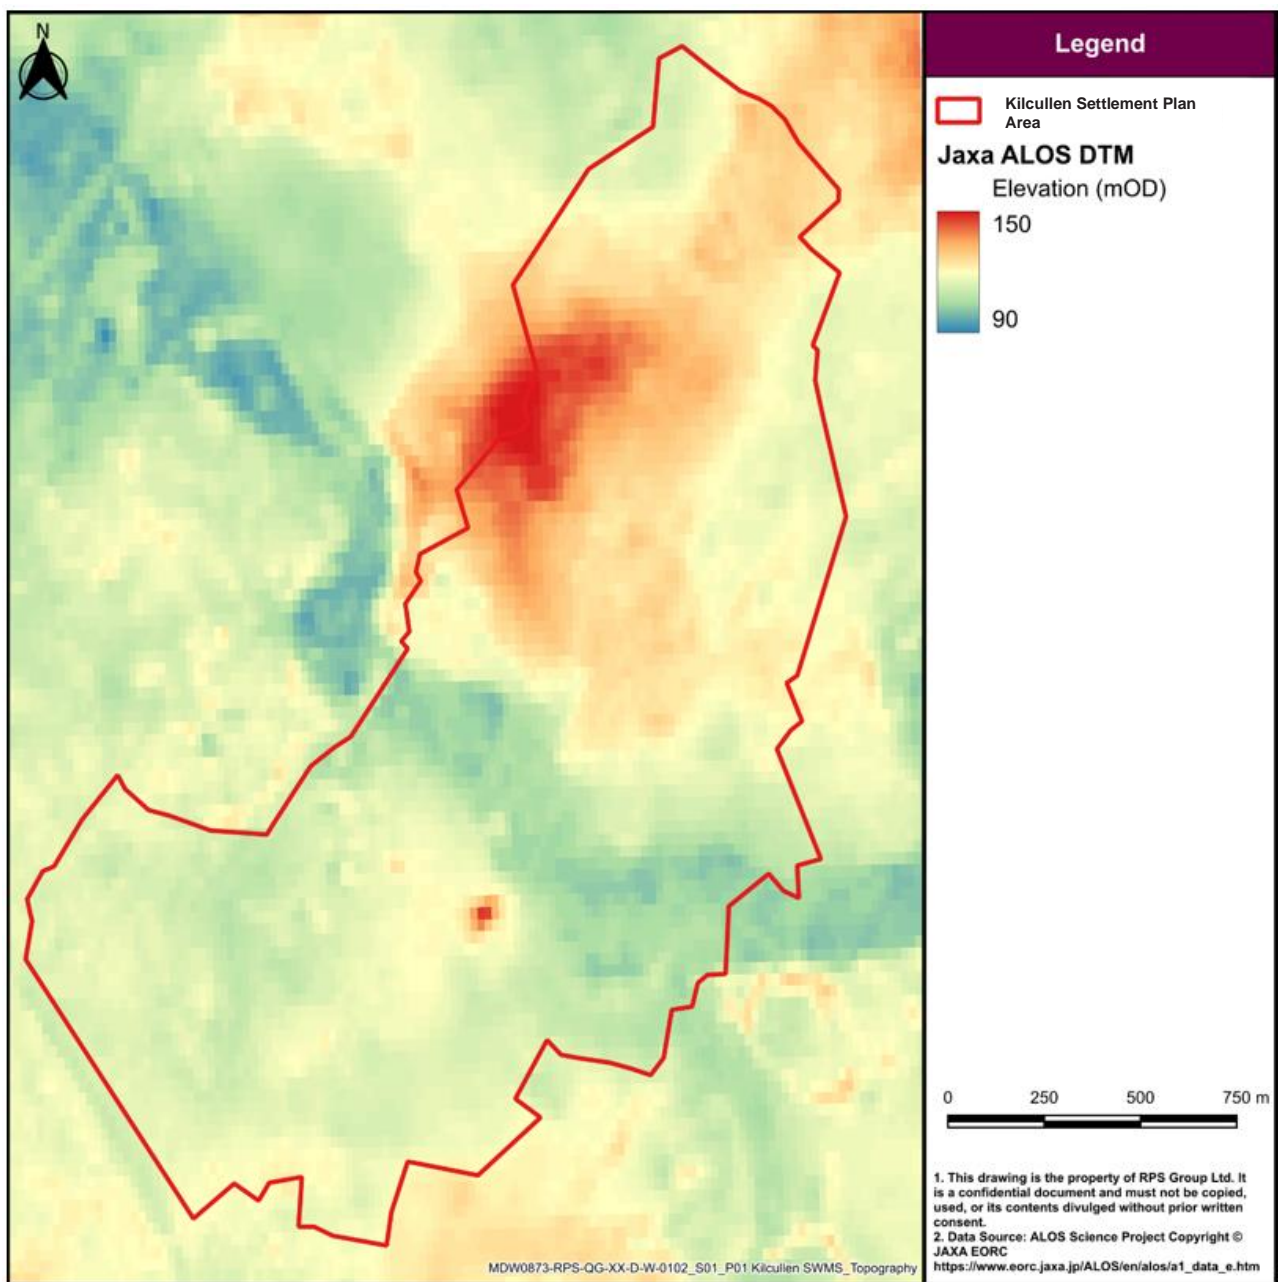 N
Legend
Kilcullen Settlement Plan
Area
Jaxa ALOS DTM
Elevation (mOD)
150
90
0 250 500 750 m
1. This drawing is the property of RPS Group Ltd. It
is a confidential document and must not be copied,
used, or its contents divulged without prior written
consent.
2. Data Source: ALOS Science Project Copyright ©
JAXA EORC
https://www.eorc.jaxa.jp/ALOS/en/alos/a1_data_e.htm
MDW0873-RPS-QG-XX-D-W-0102_S01_P01 Kilcullen SWMS_Topography